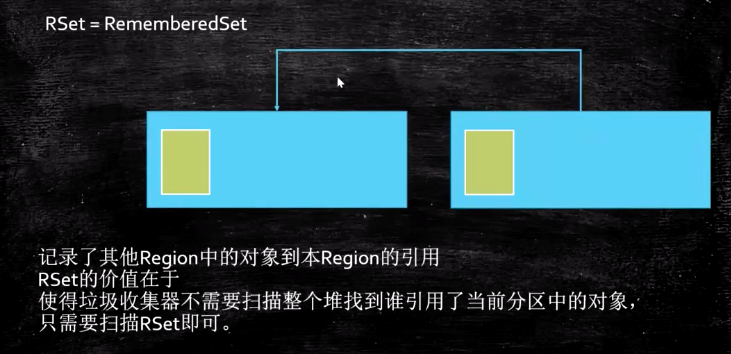 RSet = RememberedSet
记录了其他Region中的对象到本Region的引用
RSet的价值在于
使得垃圾收集器不需要扫描整个堆找到谁引用了当前分区中的对象，
只需要扫描RSet即可。